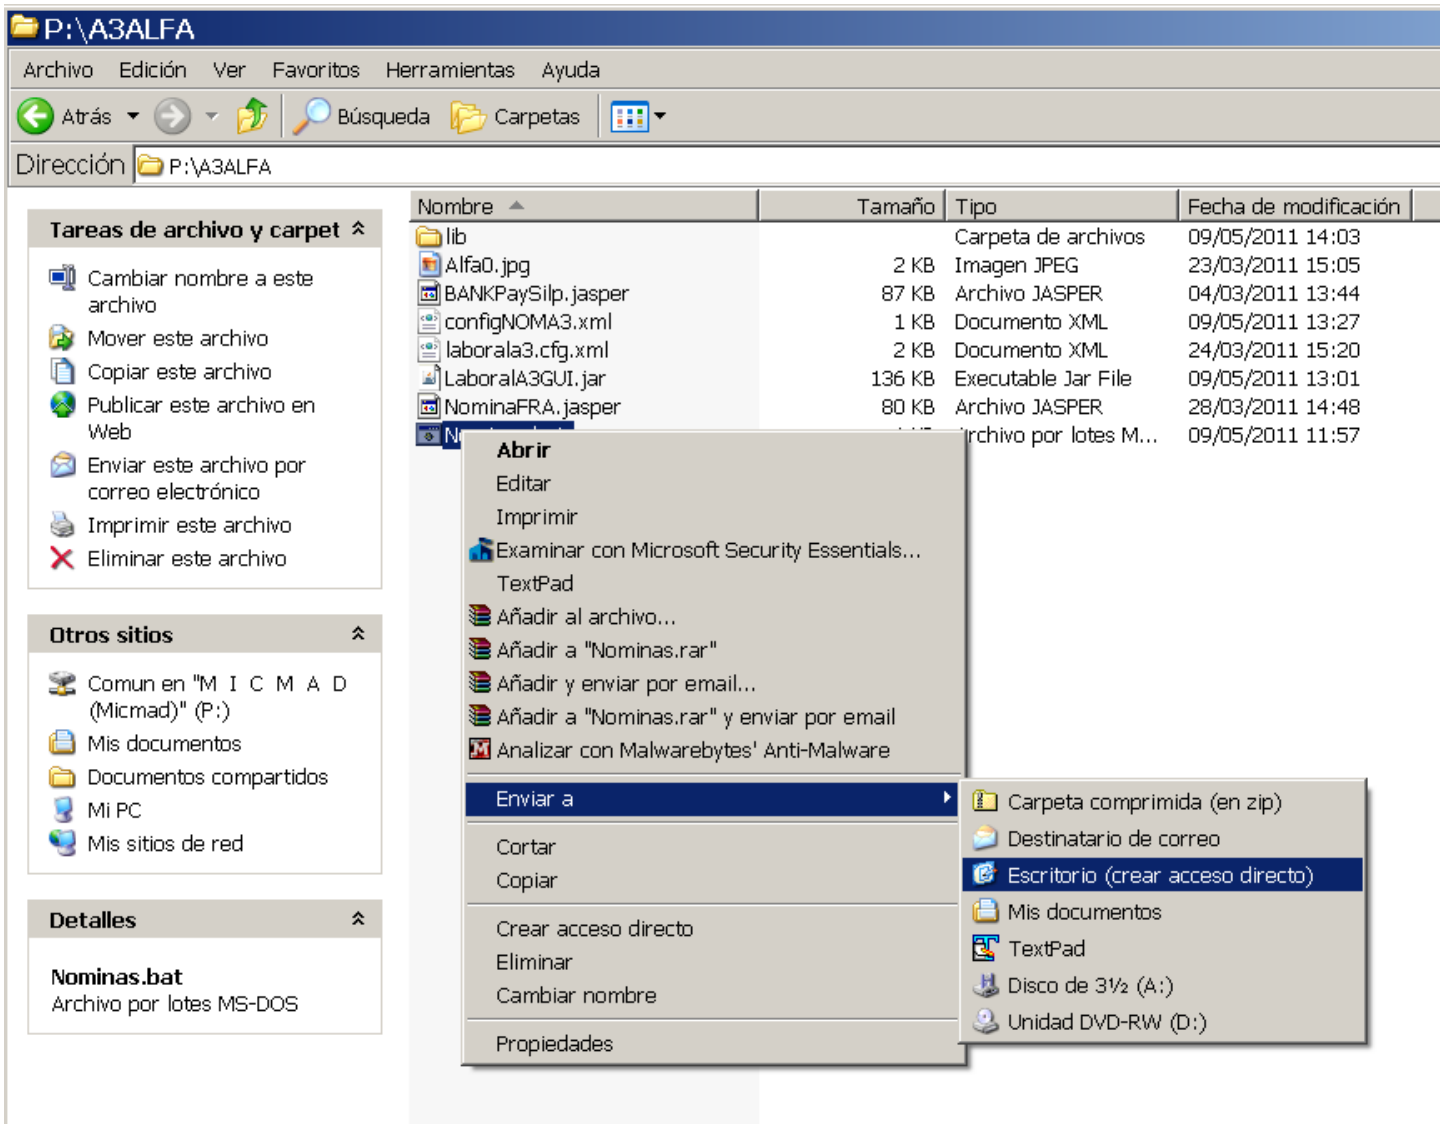 P:\A3ALFA
Archivo Edición Ver Favoritos Herramientas Ayuda
Atrás Búsqueda Carpetas
Dirección P:\A3ALFA
Tareas de archivo y carpet
Cambiar nombre a este
archivo
Mover este archivo
Copiar este archivo
Publicar este archivo en
Web
Enviar este archivo por
correo electrónico
Imprimir este archivo
Eliminar este archivo
Otros sitios
Comun en "M I C M A D
(Micmad)" (P:)
Mis documentos
Documentos compartidos
Mi PC
Mis sitios de red
Detalles
Nominas.bat
Archivo por lotes MS-DOS
Nombre Tamaño Tipo Fecha de modificación
lib Carpeta de archivos 09/05/2011 14:03
Alfa0.jpg 2 KB Imagen JPEG 23/03/2011 15:05
BANKPaySilp.jasper 87 KB Archivo JASPER 04/03/2011 13:44
configNOMA3.xml 1 KB Documento XML 09/05/2011 13:27
laborala3.cfg.xml 2 KB Documento XML 24/03/2011 15:20
LaboralA3GUI.jar 136 KB Executable Jar File 09/05/2011 13:01
NominaFRA.jasper 80 KB Archivo JASPER 28/03/2011 14:48
rchivo por lotes M... 09/05/2011 11:57
Abrir
Editar
Imprimir
Examinar con Microsoft Security Essentials...
TextPad
Añadir al archivo...
Añadir a "Nominas.rar"
Añadir y enviar por email...
Añadir a "Nominas.rar" y enviar por email
Analizar con Malwarebytes' Anti-Malware
Enviar a
Cortar
Copiar
Crear acceso directo
Eliminar
Cambiar nombre
Propiedades
Carpeta comprimida (en zip)
Destinatario de correo
Escritorio (crear acceso directo)
Mis documentos
TextPad
Disco de 3½ (A:)
Unidad DVD-RW (D:)